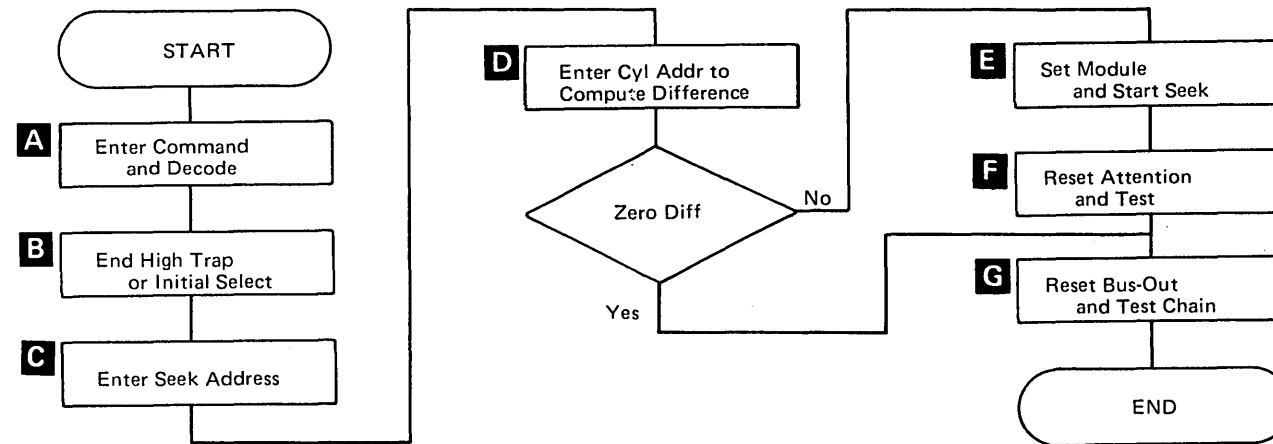 START
A
Enter Command
and Decode
B
End High Trap
or Initial Select
C
Enter Seek Address
D
Enter Cyl Addr to
Compute Difference
Zero Diff
No
Yes
E
Set Module
and Start Seek
F
Reset Attention
and Test
G
Reset Bus-Out
and Test Chain
END